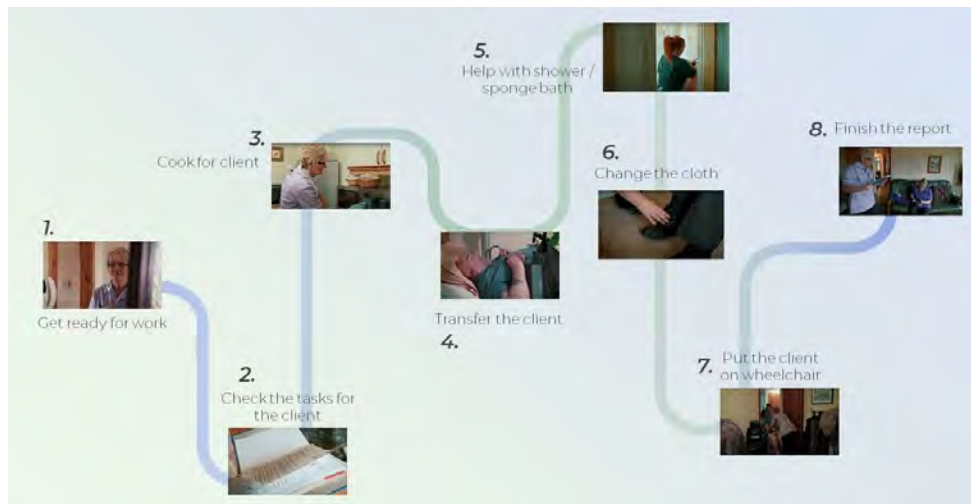 1.
Get ready for work
2.
Check the tasks for
the client
3.
Cook for client
Transfer the client
4.
5.
Help with shower /
sponge bath
6.
Change the cloth
7. Put the client
on wheelchair
8. Finish the report